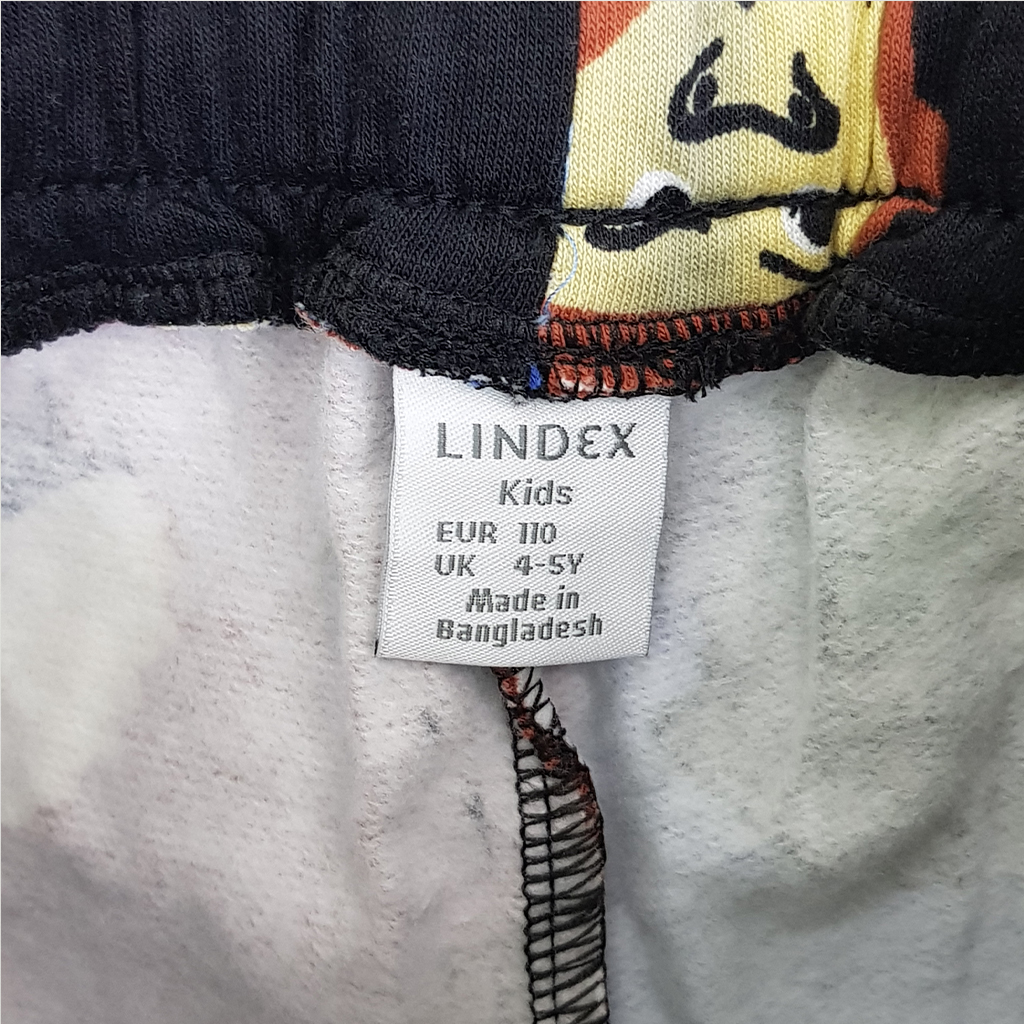 LINDEX
Kids
EUR 110
UK 4-5Y
Made in
Bangladesh